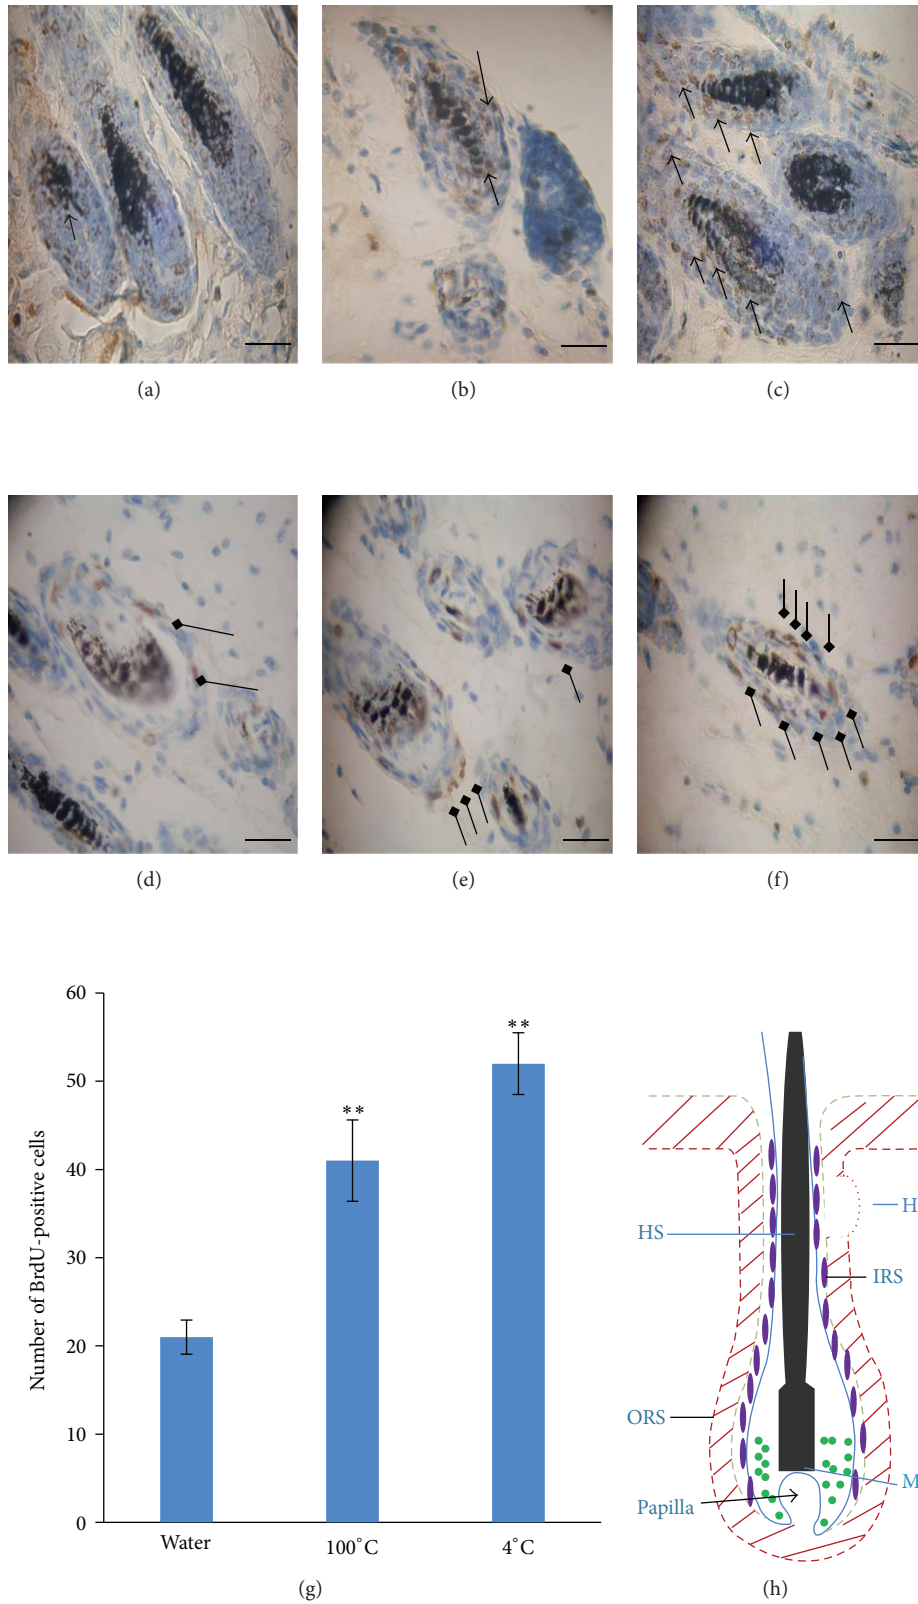 (a)
(b)
(c)
(d)
(e)
(f)
60
50
40
30
20
10
0
Number of BrdU-positive cells
**
**
Water
100°C
4°C
(g)
H
HS
IRS
ORS
M
Papilla
(h)